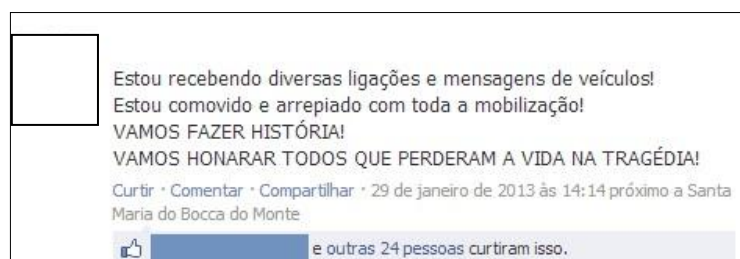 Estou recebendo diversas ligações e mensagens de veículos!
Estou comovido e arrepiado com toda a mobilização!
VAMOS FAZER HISTÓRIA!
VAMOS HONARAR TODOS QUE PERDERAM A VIDA NA TRAGÉDIA!
Curtir · Comentar · Compartilhar · 29 de janeiro de 2013 às 14:14 próximo a Santa
Maria do Bocca do Monte
e outras 24 pessoas curtiram isso.